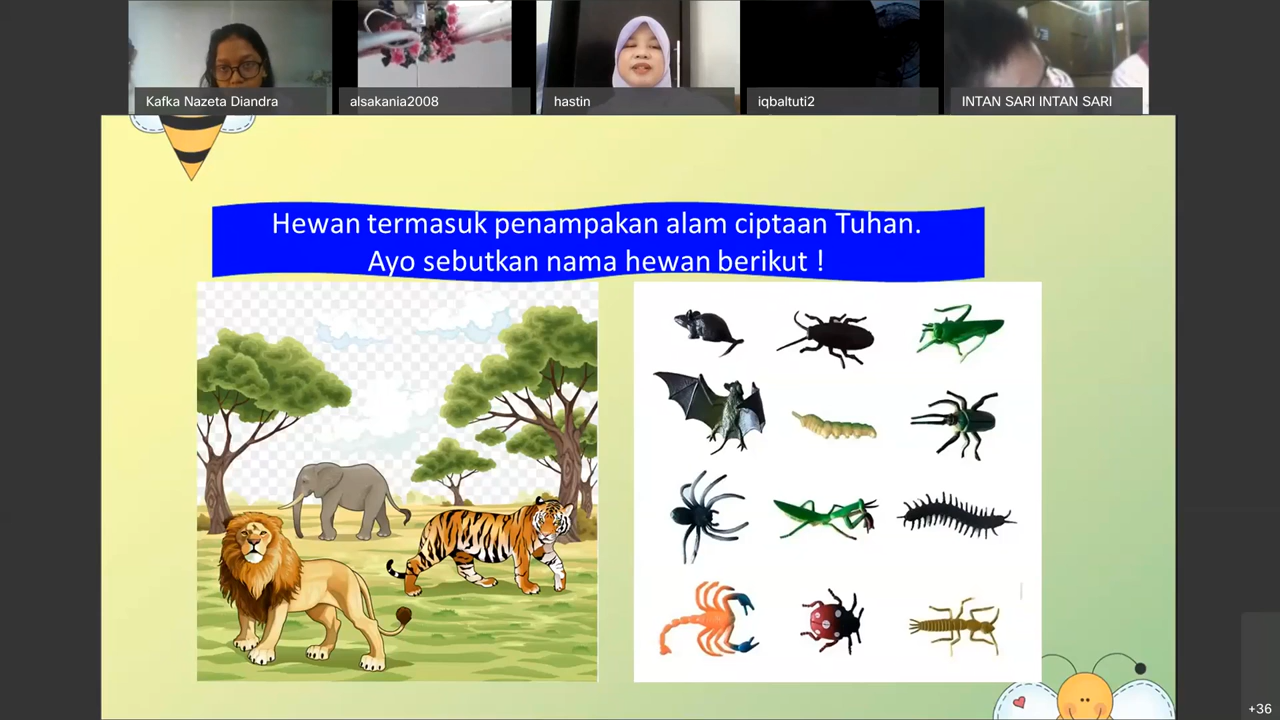 Kafka Nazeta Diandra
alsakania2008
hastin
iqbaltuti2
INTAN SARI INTAN SARI
Hewan termasuk penampakan alam ciptaan Tuhan.
Ayo sebutkan nama hewan berikut !
+36